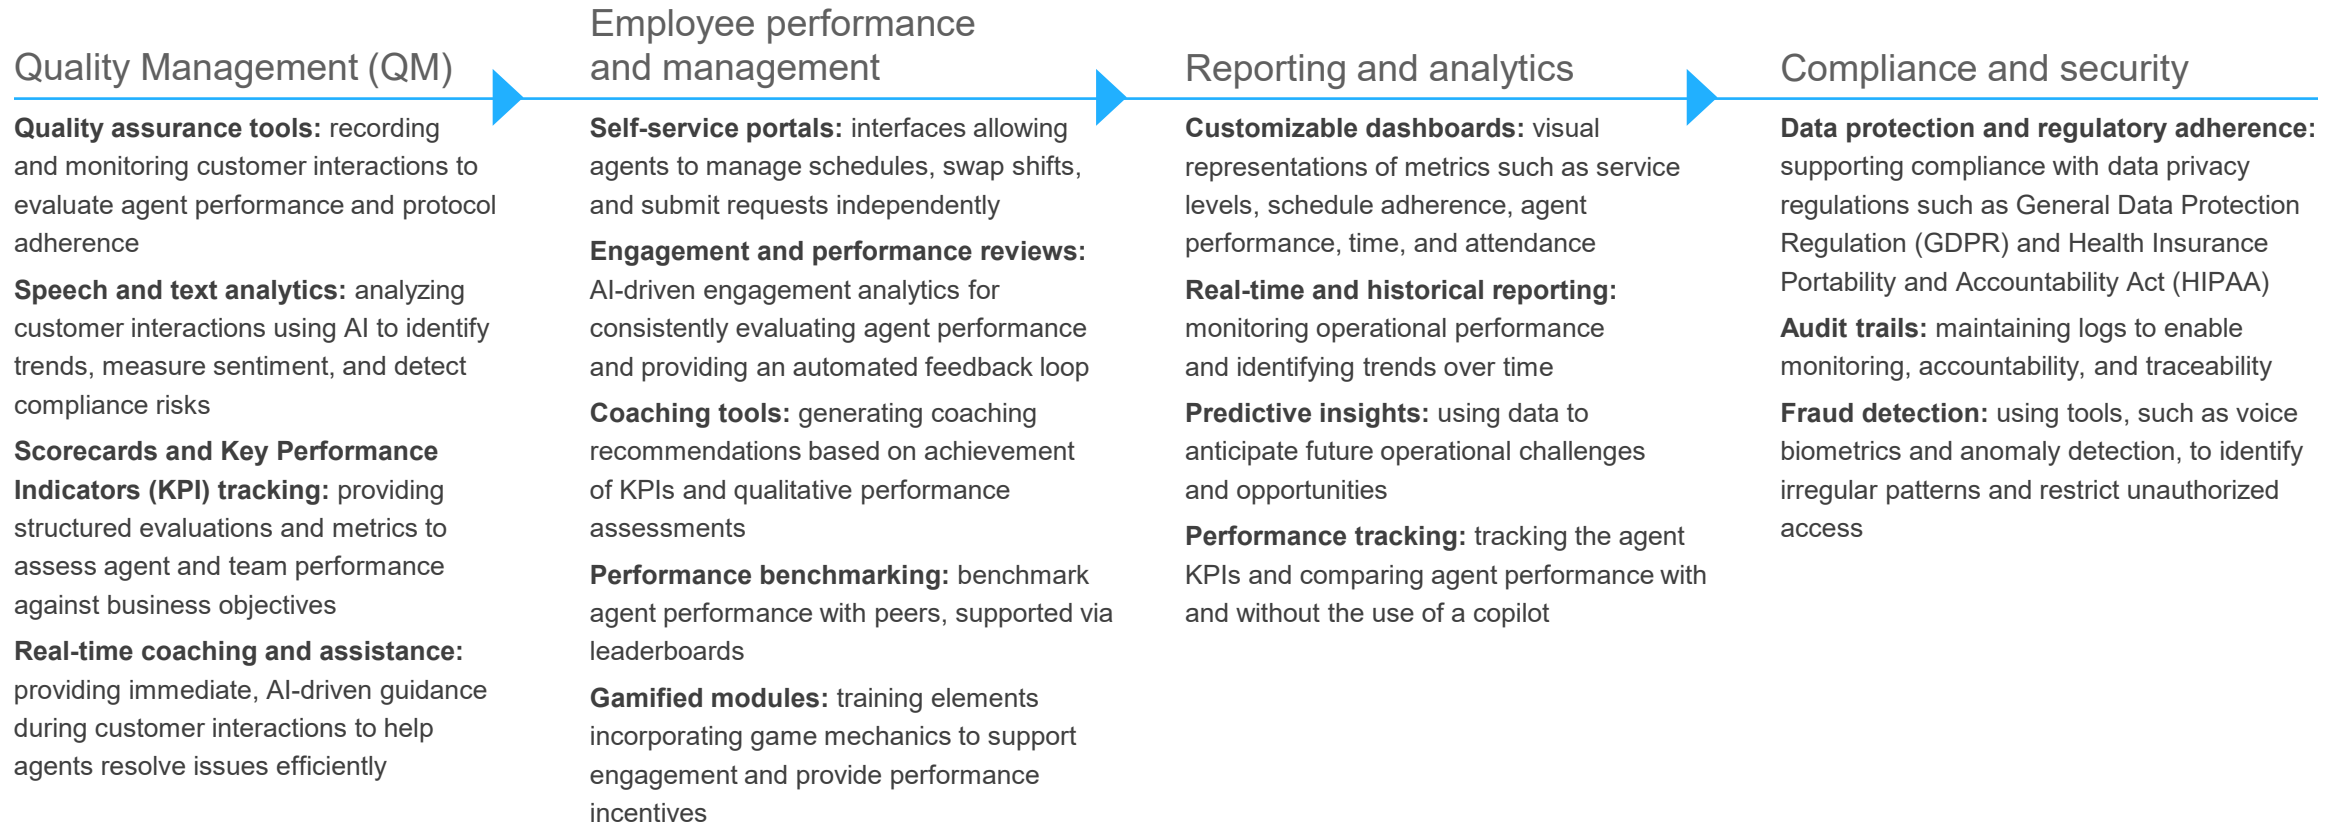 Quality Management (QM)
Quality assurance tools: recording
and monitoring customer interactions to
evaluate agent performance and protocol
adherence
Speech and text analytics: analyzing
customer interactions using AI to identify
trends, measure sentiment, and detect
compliance risks
Scorecards and Key Performance
Indicators (KPI) tracking: providing
structured evaluations and metrics to
assess agent and team performance
against business objectives
Real-time coaching and assistance:
providing immediate, AI-driven guidance
during customer interactions to help
agents resolve issues efficiently
Employee performance
and management
Self-service portals: interfaces allowing
agents to manage schedules, swap shifts,
and submit requests independently
Engagement and performance reviews:
AI-driven engagement analytics for
consistently evaluating agent performance
and providing an automated feedback loop
Coaching tools: generating coaching
recommendations based on achievement
of KPIs and qualitative performance
assessments
Performance benchmarking: benchmark
agent performance with peers, supported via
leaderboards
Gamified modules: training elements
incorporating game mechanics to support
engagement and provide performance
incentives
Reporting and analytics
Customizable dashboards: visual
representations of metrics such as service
levels, schedule adherence, agent
performance, time, and attendance
Real-time and historical reporting:
monitoring operational performance
and identifying trends over time
Predictive insights: using data to
anticipate future operational challenges
and opportunities
Performance tracking: tracking the agent
KPIs and comparing agent performance with
and without the use of a copilot
Compliance and security
Data protection and regulatory adherence:
supporting compliance with data privacy
regulations such as General Data Protection
Regulation (GDPR) and Health Insurance
Portability and Accountability Act (HIPAA)
Audit trails: maintaining logs to enable
monitoring, accountability, and traceability
Fraud detection: using tools, such as voice
biometrics and anomaly detection, to identify
irregular patterns and restrict unauthorized
access